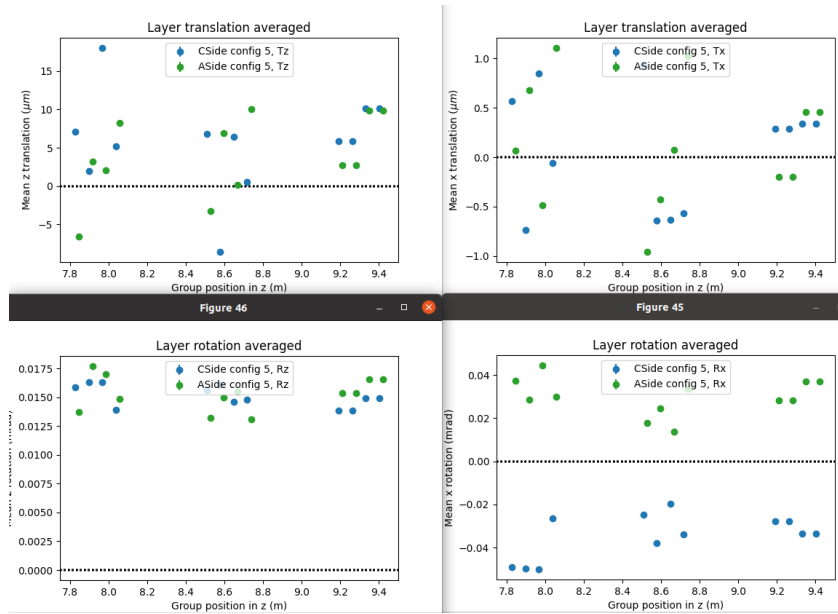 Layer translation averaged
CSide config 5, Tz
ASide config 5, Tz
Mean z translation (μm)
15
10
5
0
−5
7.8 8.0 8.2 8.4 8.6 8.8 9.0 9.2 9.4
Group position in z (m)
Layer translation averaged
CSide config 5, Tx
ASide config 5, Tx
Mean x translation (μm)
1.0
0.5
0.0
−0.5
−1.0
7.8 8.0 8.2 8.4 8.6 8.8 9.0 9.2 9.4
Group position in z (m)
Figure 46
Layer rotation averaged
CSide config 5, Rz
ASide config 5, Rz
Mean z rotation (mrad)
0.0175
0.0150
0.0125
0.0100
0.0075
0.0050
0.0025
0.0000
7.8 8.0 8.2 8.4 8.6 8.8 9.0 9.2 9.4
Group position in z (m)
Figure 45
Layer rotation averaged
CSide config 5, Rx
ASide config 5, Rx
Mean x rotation (mrad)
0.04
0.02
0.00
−0.02
−0.04
7.8 8.0 8.2 8.4 8.6 8.8 9.0 9.2 9.4
Group position in z (m)